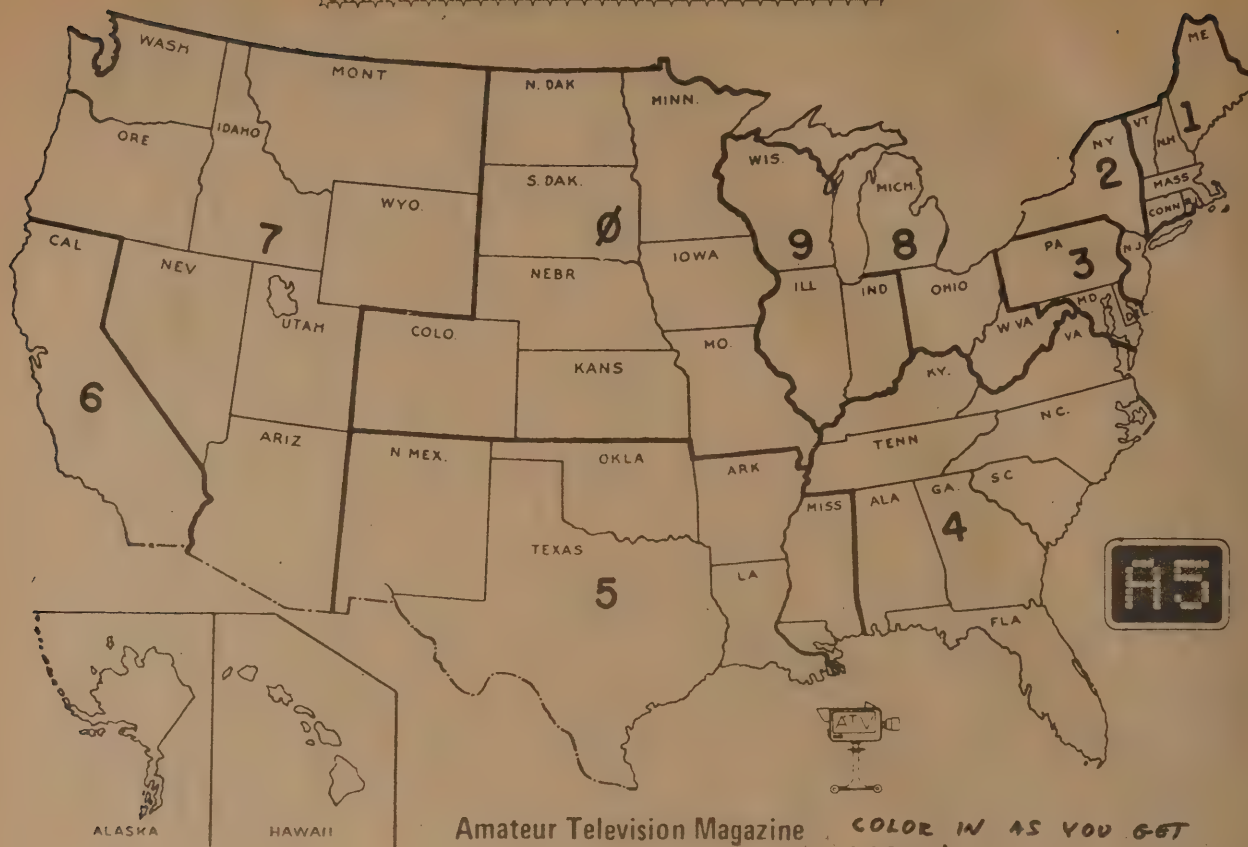 WASH
MONT
N. DAK
MINN.
ME
ORE
IDAHO
VT
NH
1
NY
2
MASS
CONN
WIS.
MICH.
S. DAK.
WYO.
7
Ø
9
8
CAL
NEV
NEBR
IOWA
PA
3
NJ
ILL
IND
OHIO
UTAH
COLO.
W VA
MD
DEL.
VA
MO.
KANS
KY.
6
ARIZ
N MEX.
OKLA
ARK
TENN
N.C.
MISS
ALA
GA.
SC
4
TEXAS
5
LA
FLA
A5
ATV
ALASKA
HAWAII
Amateur Television Magazine
COLOR IN AS YOU GET